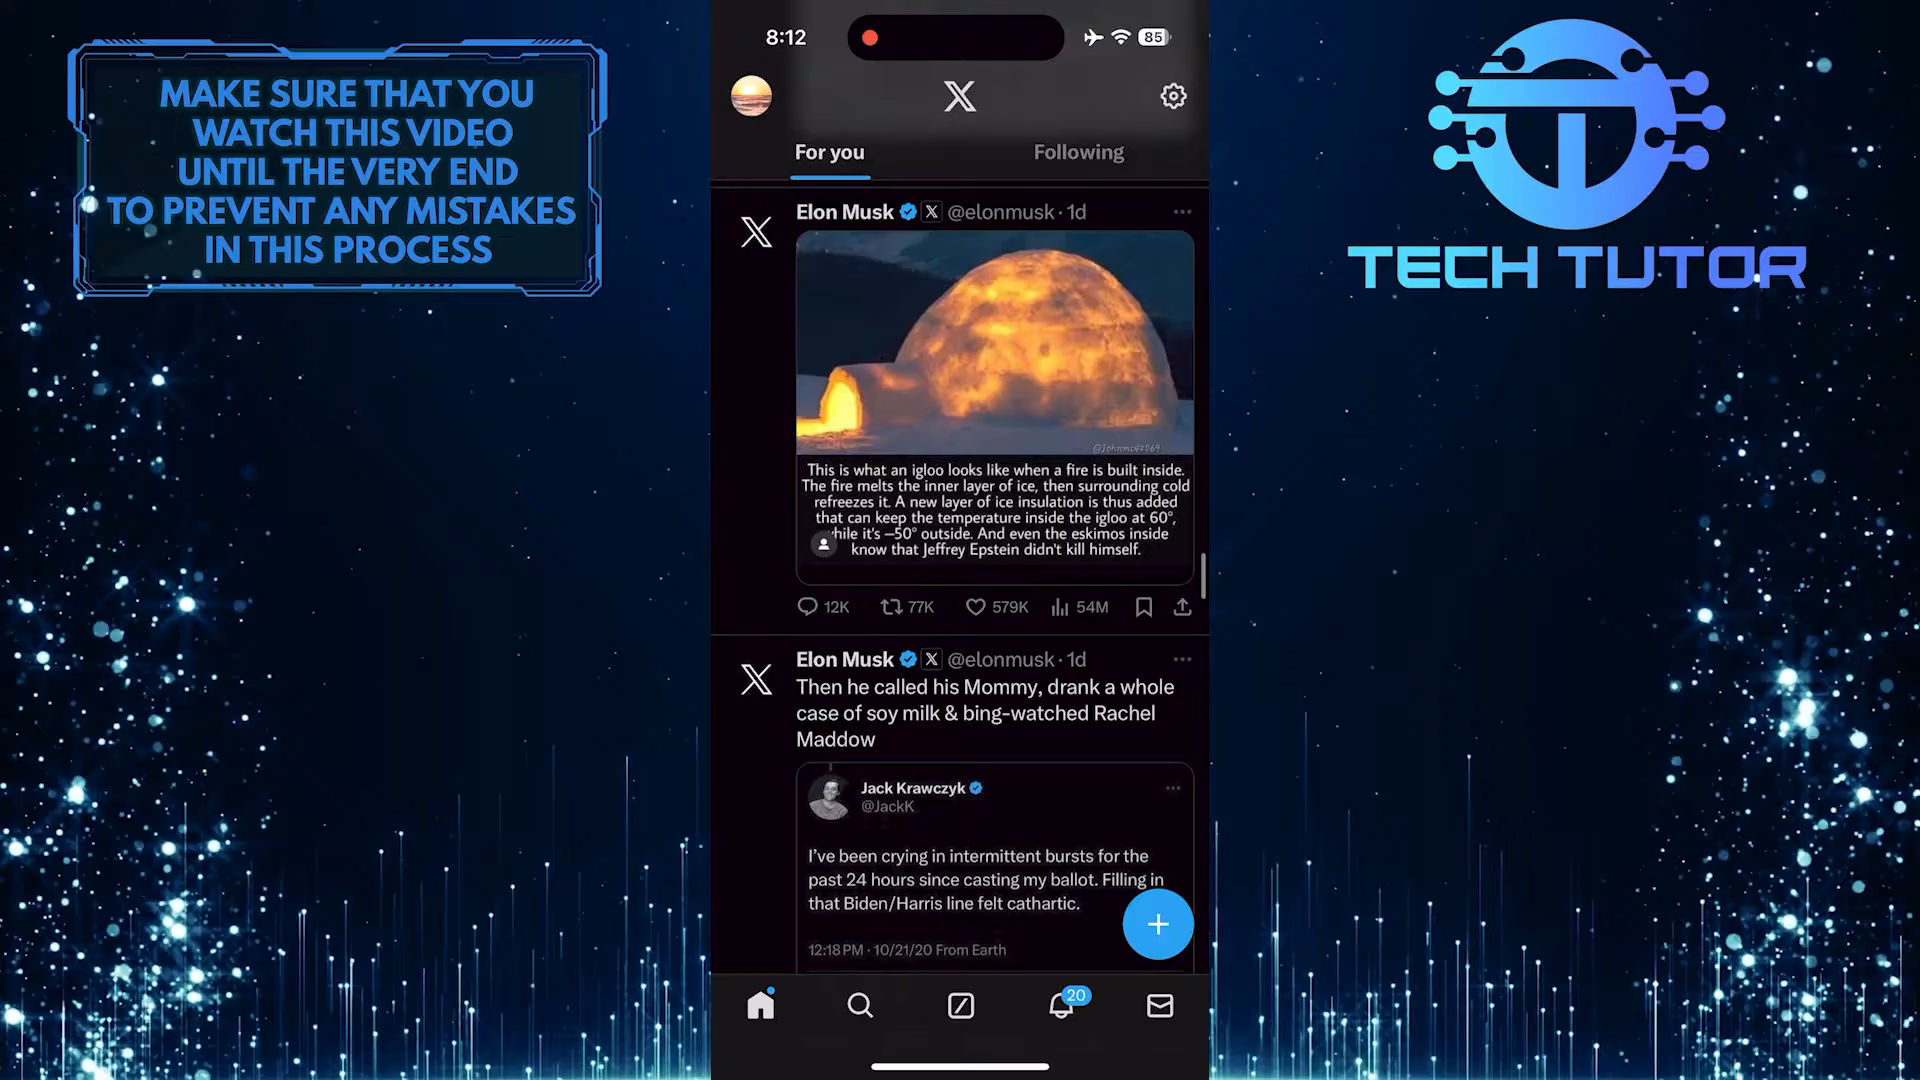 MAKE SURE THAT YOU
WATCH THIS VIDEO
UNTIL THE VERY END
TO PREVENT ANY MISTAKES
IN THIS PROCESS
8:12
85
For you
Following
Elon Musk @elonmusk · 1d
@Johnmcv2069
This is what an igloo looks like when a fire is built inside.
The fire melts the inner layer of ice, then surrounding cold
refreezes it. A new layer of ice insulation is thus added
that can keep the temperature inside the igloo at 60°,
hile it's –50° outside. And even the eskimos inside
know that Jeffrey Epstein didn't kill himself.
12K 77K 579K 54M
Elon Musk @elonmusk · 1d
Then he called his Mommy, drank a whole
case of soy milk & bing-watched Rachel
Maddow
Jack Krawczyk
@JackK
I've been crying in intermittent bursts for the
past 24 hours since casting my ballot. Filling in
that Biden/Harris line felt cathartic.
12:18 PM · 10/21/20 From Earth
20
TECH TUTOR